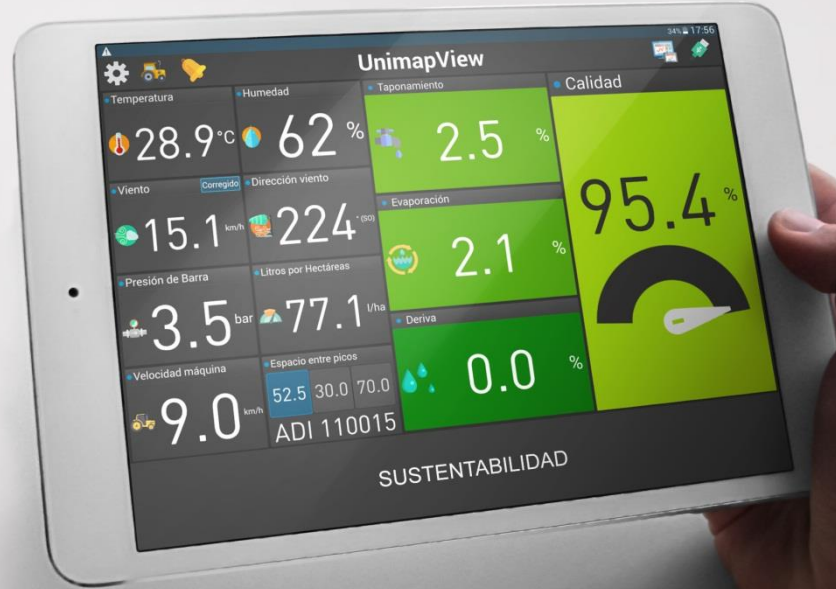 34% 17:56
UnimapView
Temperatura
28.9 °C
Humedad
62 %
Taponamiento
2.5 %
Calidad
95.4 %
Viento
Corregido
15.1 km/h
Dirección viento
224 ° (SO)
Evaporación
2.1 %
Presión de Barra
3.5 bar
Litros por Hectáreas
77.1 l/ha
Deriva
0.0 %
Velocidad máquina
9.0 km/h
Espacio entre picos
52.5 30.0 70.0
ADI 110015
SUSTENTABILIDAD